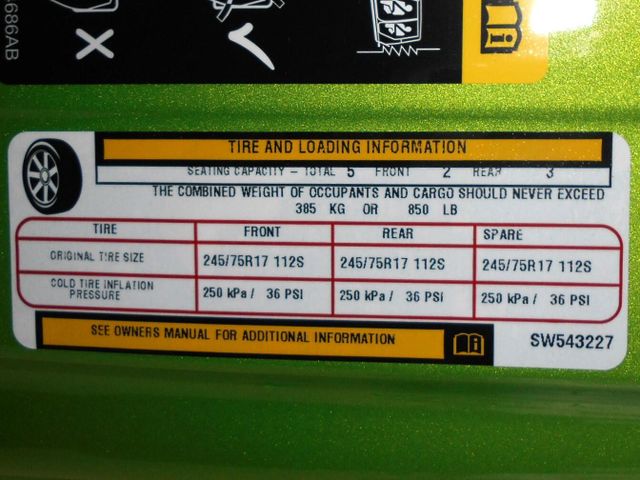 4686AB
TIRE AND LOADING INFORMATION
SEATING CAPACITY – TOTAL 5 FRONT 2 REAR 3
THE COMBINED WEIGHT OF OCCUPANTS AND CARGO SHOULD NEVER EXCEED
385 KG OR 850 LB
TIRE FRONT REAR SPARE
ORIGINAL TIRE SIZE 245/75R17 112S 245/75R17 112S 245/75R17 112S
COLD TIRE INFLATION
PRESSURE 250 kPa / 36 PSI 250 kPa / 36 PSI 250 kPa / 36 PSI
SEE OWNERS MANUAL FOR ADDITIONAL INFORMATION
SW543227